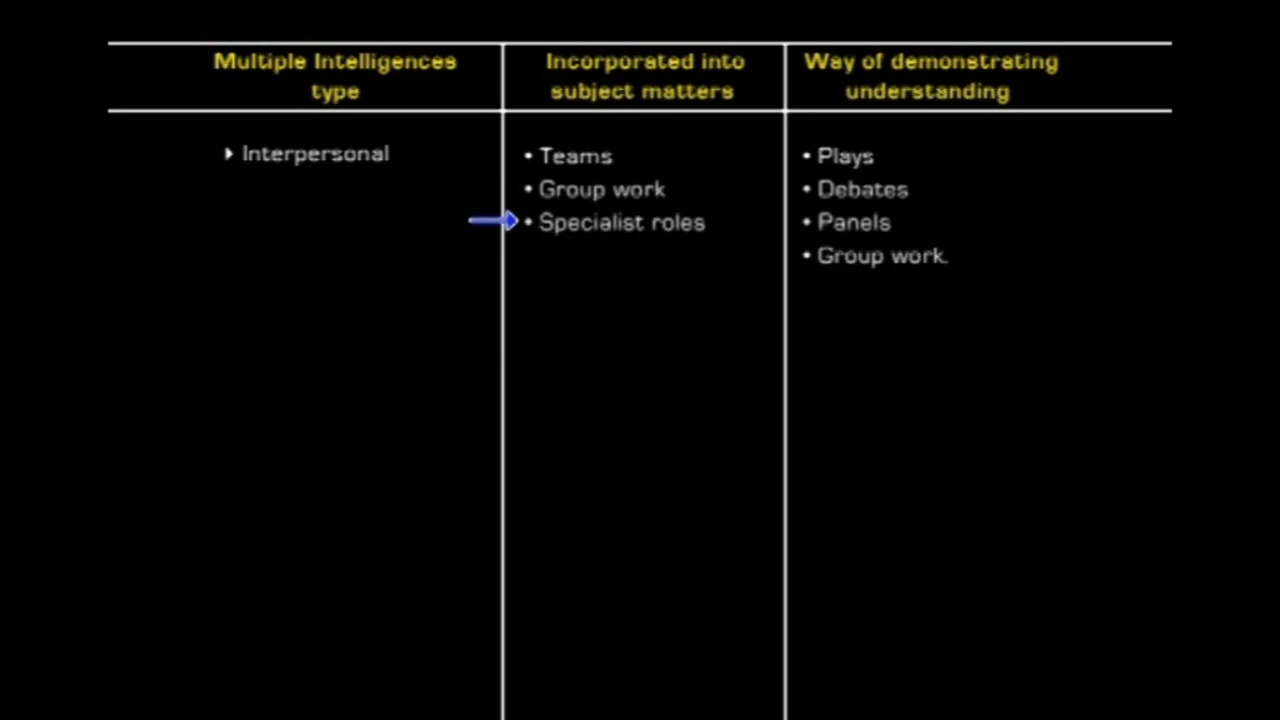 Multiple Intelligences
type
Incorporated into
subject matters
Way of demonstrating
understanding
Interpersonal
• Teams
• Group work
• Specialist roles
• Plays
• Debates
• Panels
• Group work.